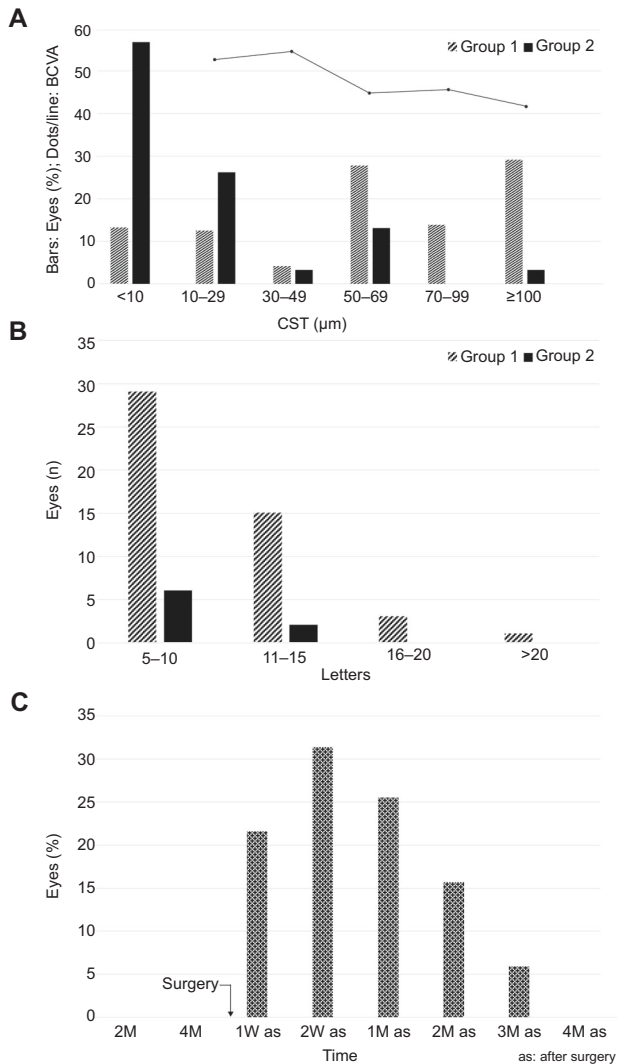 A
Bars: Eyes (%); Dots/line: BCVA
60
50
40
30
20
10
0
Group 1 Group 2
<10 10–29 30–49 50–69 70–99 ≥100
CST (µm)
B
Eyes (n)
35
30
25
20
15
10
5
0
Group 1 Group 2
5–10 11–15 16–20 >20
Letters
C
Eyes (%)
35
30
25
20
15
10
5
0
Surgery
2M 4M 1W as 2W as 1M as 2M as 3M as 4M as
Time
as: after surgery